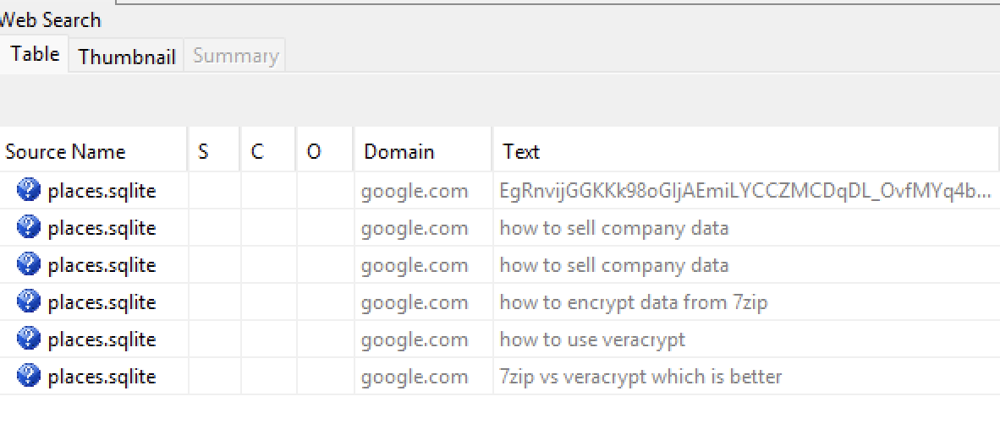 Web Search
Table Thumbnail Summary
Source Name S C O Domain Text
places.sqlite google.com EgRnvijGGKKk98oGIjAEmiLYCCZMCDqDL_OvfMYq4b...
places.sqlite google.com how to sell company data
places.sqlite google.com how to sell company data
places.sqlite google.com how to encrypt data from 7zip
places.sqlite google.com how to use veracrypt
places.sqlite google.com 7zip vs veracrypt which is better